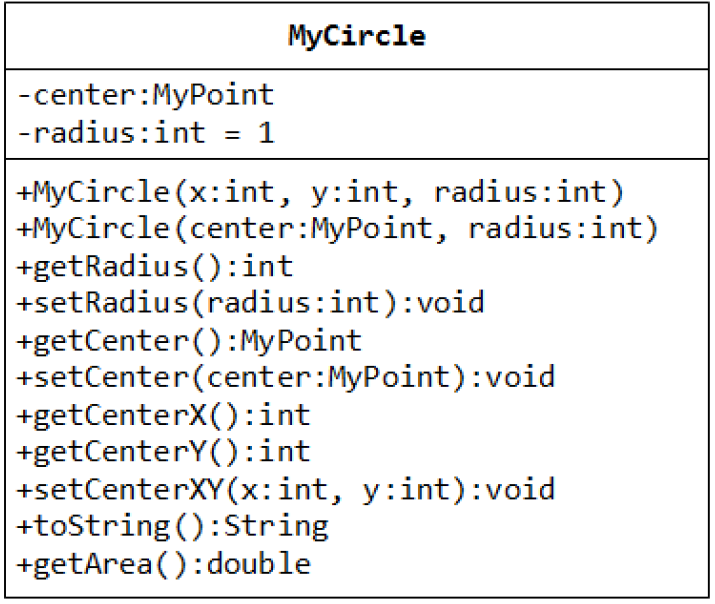 MyCircle
-center:MyPoint
-radius:int = 1
+MyCircle(x:int, y:int, radius:int)
+MyCircle(center:MyPoint, radius:int)
+getRadius():int
+setRadius(radius:int):void
+getCenter():MyPoint
+setCenter(center:MyPoint):void
+getCenterX():int
+getCenterY():int
+setCenterXY(x:int, y:int):void
+toString():String
+getArea():double